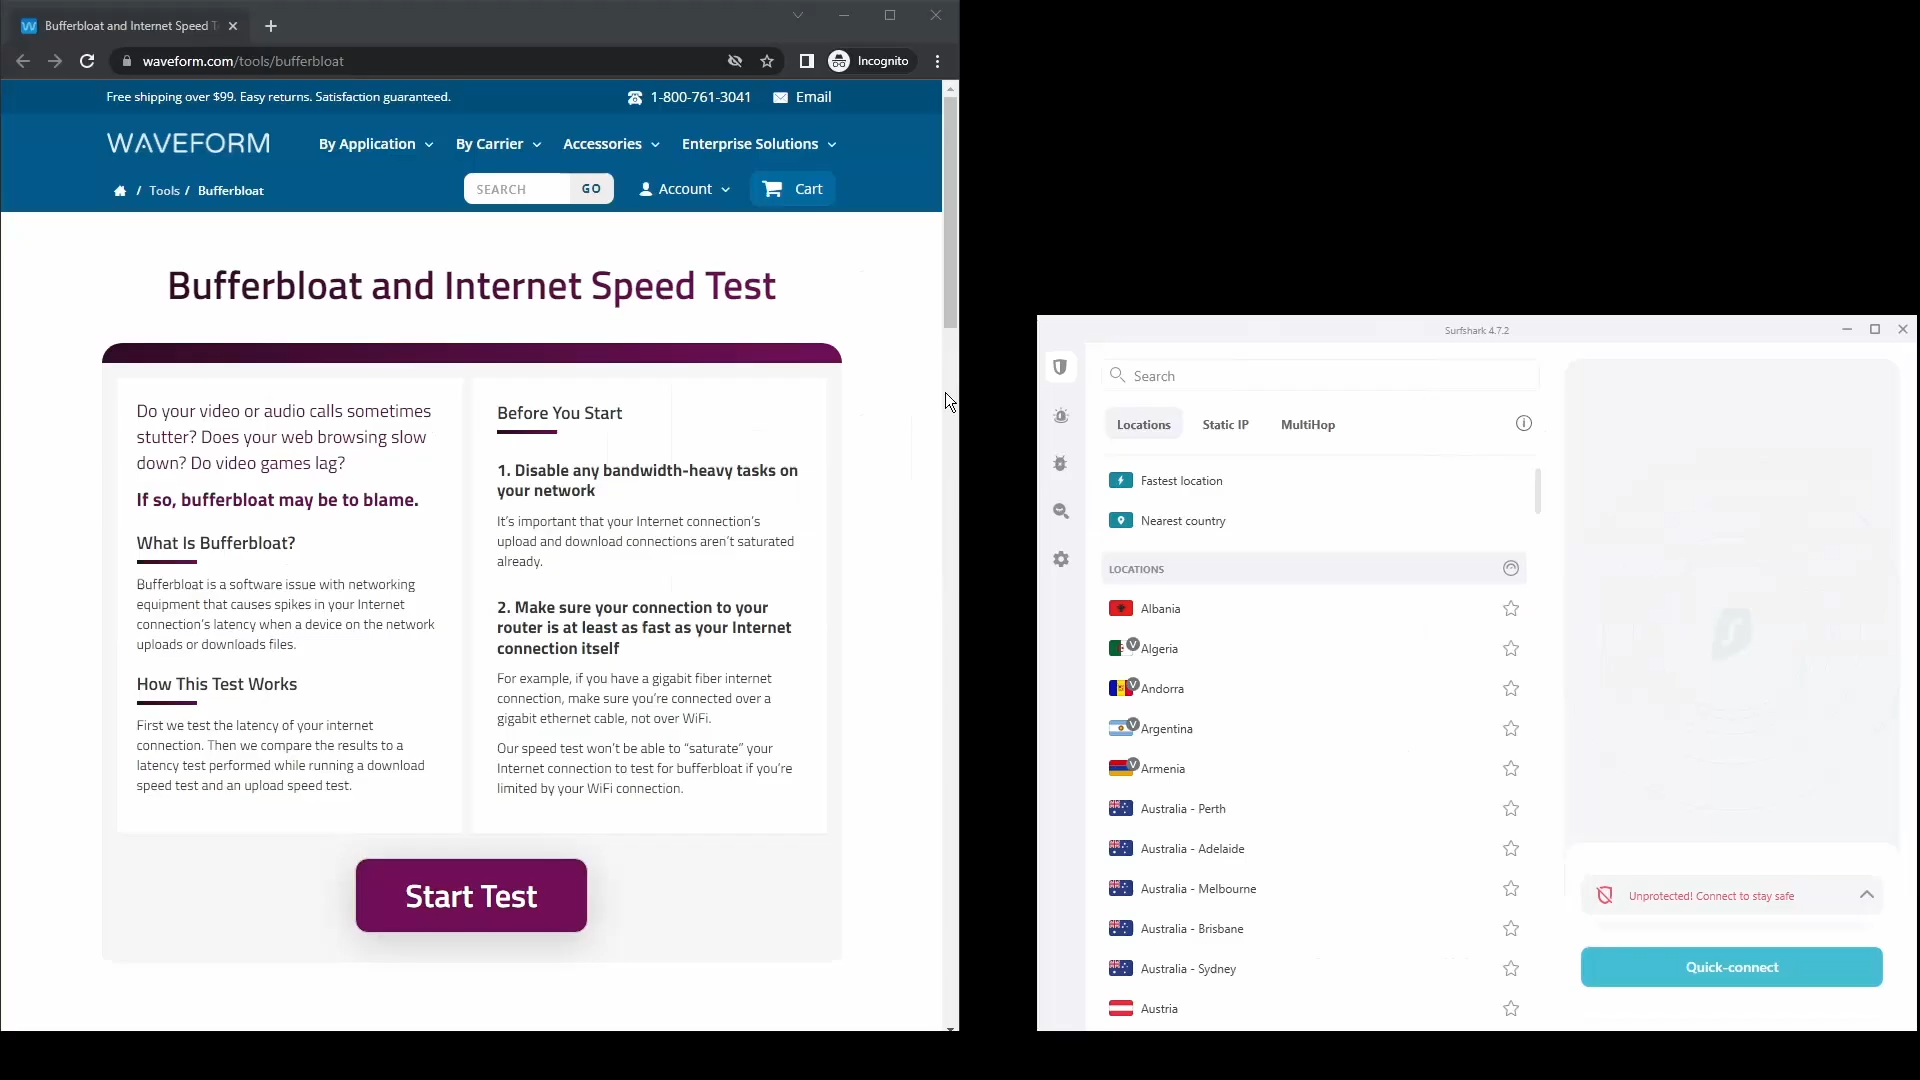 Bufferbloat and Internet Speed T
waveform.com/tools/bufferbloat
Incognito
Free shipping over $99. Easy returns. Satisfaction guaranteed.
1-800-761-3041
Email
WAVEFORM
By Application
By Carrier
Accessories
Enterprise Solutions
/ Tools / Bufferbloat
SEARCH
GO
Account
Cart
Bufferbloat and Internet Speed Test
Do your video or audio calls sometimes
stutter? Does your web browsing slow
down? Do video games lag?
If so, bufferbloat may be to blame.
What Is Bufferbloat?
Bufferbloat is a software issue with networking
equipment that causes spikes in your Internet
connection's latency when a device on the network
uploads or downloads files.
How This Test Works
First we test the latency of your internet
connection. Then we compare the results to a
latency test performed while running a download
speed test and an upload speed test.
Before You Start
1. Disable any bandwidth-heavy tasks on
your network
It's important that your Internet connection's
upload and download connections aren't saturated
already.
2. Make sure your connection to your
router is at least as fast as your Internet
connection itself
For example, if you have a gigabit fiber internet
connection, make sure you're connected over a
gigabit ethernet cable, not over WiFi.
Our speed test won't be able to "saturate" your
Internet connection to test for bufferbloat if you're
limited by your WiFi connection.
Start Test
Surfshark 4.7.2
Search
Locations
Static IP
MultiHop
Fastest location
Nearest country
LOCATIONS
Albania
V Algeria
V Andorra
V Argentina
V Armenia
Australia - Perth
Australia - Adelaide
Australia - Melbourne
Australia - Brisbane
Australia - Sydney
Austria
Unprotected! Connect to stay safe
Quick-connect